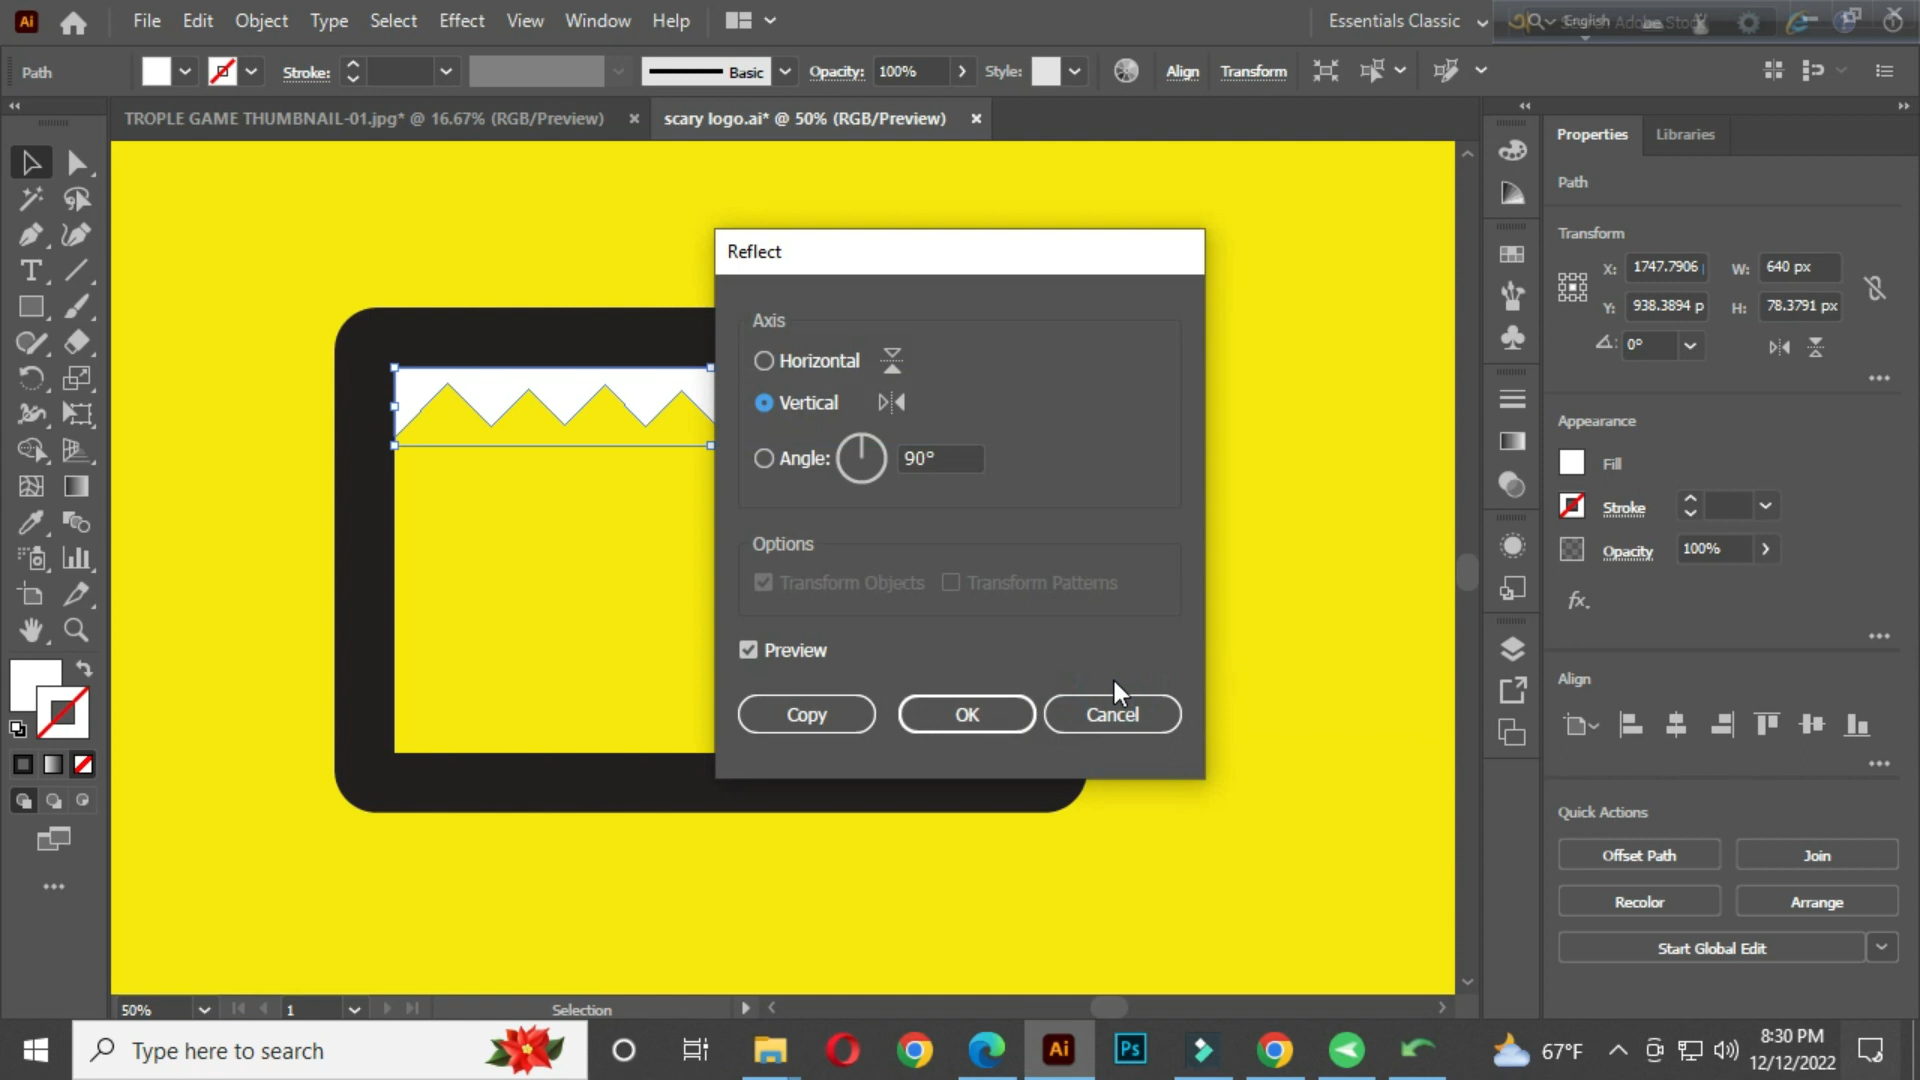 Ai File Edit Object Type Select Effect View Window Help Essentials Classic English
Path Stroke: Basic Opacity: 100% Style: Align Transform
TROPLE GAME THUMBNAIL-01.jpg* @ 16.67% (RGB/Preview) × scary logo.ai* @ 50% (RGB/Preview) ×
Properties Libraries
Path
Transform
X: 1747.7906 W: 640 px
Y: 938.3894 p H: 78.3791 px
0°
Appearance
Fill
Stroke
Opacity 100%
fx.
Align
Quick Actions
Offset Path Join
Recolor Arrange
Start Global Edit
Reflect
Axis
Horizontal
Vertical
Angle: 90°
Options
Transform Objects Transform Patterns
Preview
Copy OK Cancel
50% 1 Selection
Type here to search Ai Ps 67°F 8:30 PM
12/12/2022